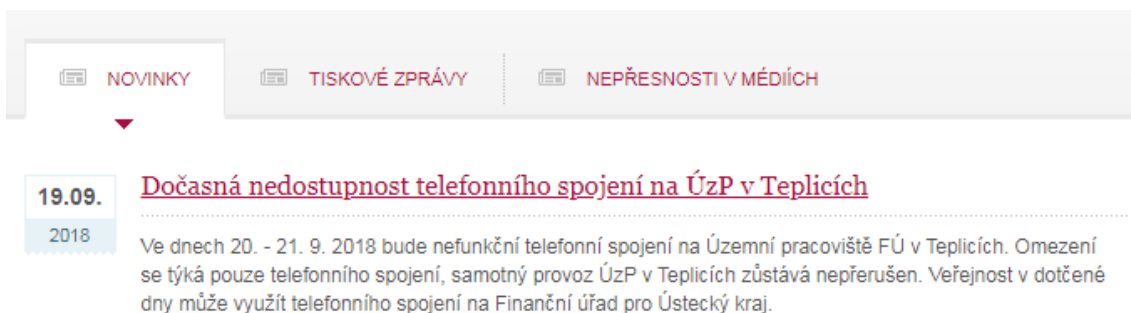 NOVINKY TISKOVÉ ZPRÁVY NEPŘESNOSTI V MÉDIÍCH
19.09.
2018
Dočasná nedostupnost telefonního spojení na ÚzP v Teplicích
Ve dnech 20. - 21. 9. 2018 bude nefunkční telefonní spojení na Územní pracoviště FÚ v Teplicích. Omezení
se týká pouze telefonního spojení, samotný provoz ÚzP v Teplicích zůstává nepřerušen. Veřejnost v dotčené
dny může využít telefonního spojení na Finanční úřad pro Ústecký kraj.